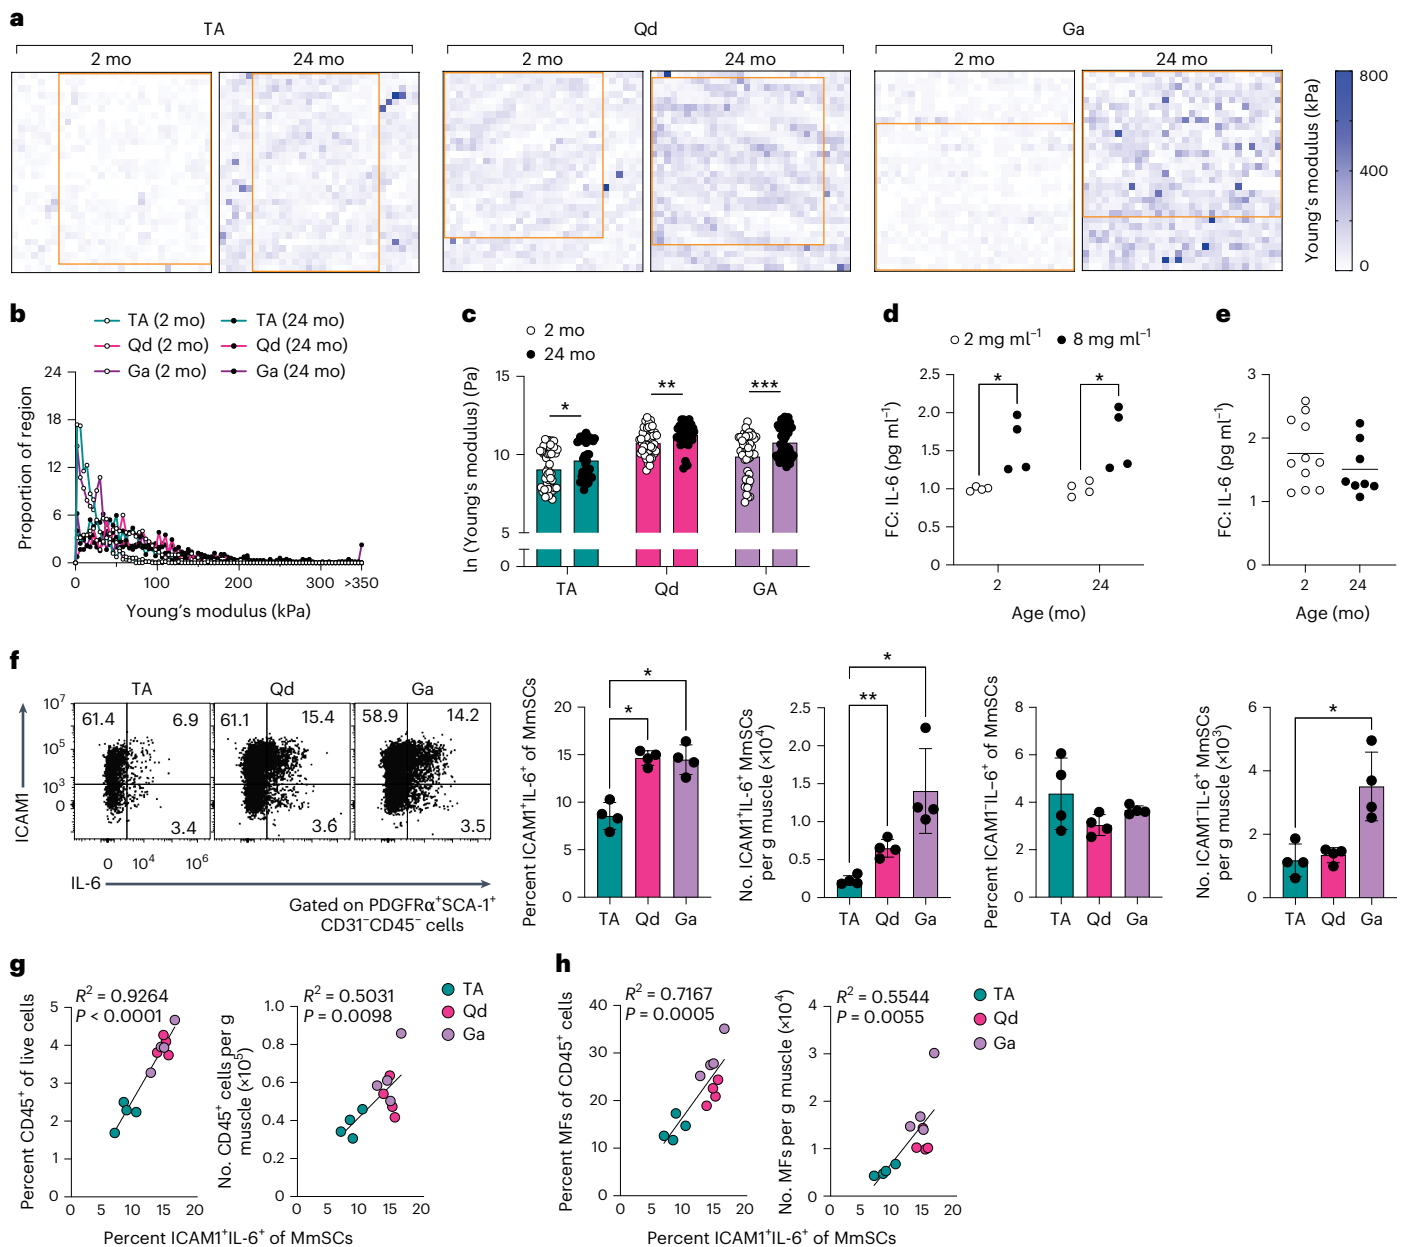 a
TA
Qd
Ga
2 mo
24 mo
2 mo
24 mo
2 mo
24 mo
Young's modulus (kPa)
800
400
0
b
TA (2 mo)
TA (24 mo)
Qd (2 mo)
Qd (24 mo)
Ga (2 mo)
Ga (24 mo)
Proportion of region
24
18
12
6
0
0
100
200
300
>350
Young's modulus (kPa)
c
2 mo
24 mo
ln (Young's modulus) (Pa)
15
10
5
0
*
**
***
TA
Qd
GA
d
2 mg ml⁻¹
8 mg ml⁻¹
FC: IL-6 (pg ml⁻¹)
2.5
2.0
1.5
1.0
0.5
0
*
*
2
24
Age (mo)
e
FC: IL-6 (pg ml⁻¹)
3
2
1
0
2
24
Age (mo)
f
TA
Qd
Ga
ICAM1
10⁷
10⁵
10³
0
61.4
6.9
3.4
61.1
15.4
3.6
58.9
14.2
3.5
0
10⁴
10⁶
IL-6
Gated on PDGFRα⁺SCA-1⁺
CD31⁻CD45⁻ cells
Percent ICAM1⁺IL-6⁺ of MmSCs
20
15
10
5
0
*
*
TA
Qd
Ga
No. ICAM1⁺IL-6⁺ MmSCs
per g muscle (×10⁴)
2.5
2.0
1.5
1.0
0.5
0
*
**
TA
Qd
Ga
Percent ICAM1⁻IL-6⁺ of MmSCs
8
6
4
2
0
TA
Qd
Ga
No. ICAM1⁻IL-6⁺ MmSCs
per g muscle (×10³)
6
4
2
0
*
TA
Qd
Ga
g
R² = 0.9264
P < 0.0001
Percent CD45⁺ of live cells
5
4
3
2
1
0
0
5
10
15
20
R² = 0.5031
P = 0.0098
No. CD45⁺ cells per g
muscle (×10⁵)
1.0
0.8
0.6
0.4
0.2
0
0
5
10
15
20
TA
Qd
Ga
Percent ICAM1⁺IL-6⁺ of MmSCs
h
R² = 0.7167
P = 0.0005
Percent MFs of CD45⁺ cells
40
30
20
10
0
0
5
10
15
20
R² = 0.5544
P = 0.0055
No. MFs per g muscle (×10⁴)
4
3
2
1
0
0
5
10
15
20
TA
Qd
Ga
Percent ICAM1⁺IL-6⁺ of MmSCs